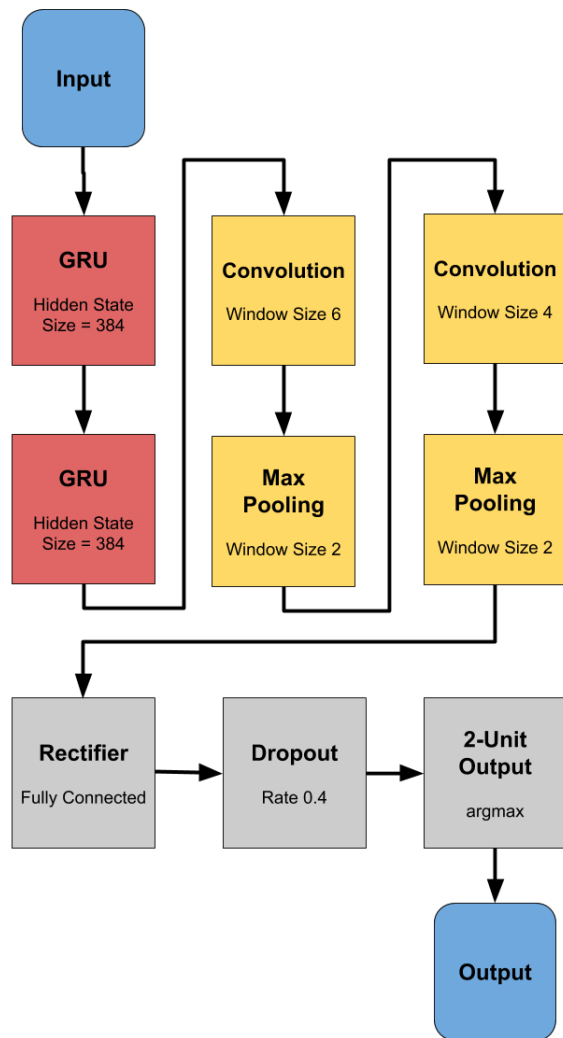 Input
GRU
Hidden State
Size = 384
GRU
Hidden State
Size = 384
Convolution
Window Size 6
Max
Pooling
Window Size 2
Convolution
Window Size 4
Max
Pooling
Window Size 2
Rectifier
Fully Connected
Dropout
Rate 0.4
2-Unit
Output
argmax
Output